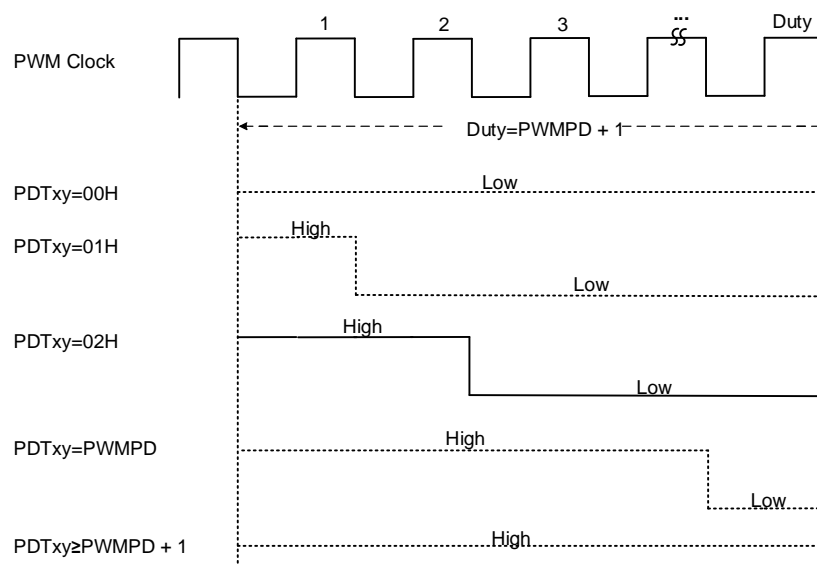 1 2 3 ... Duty
PWM Clock
Duty=PWMPD + 1
PDTxy=00H Low
PDTxy=01H High
Low
PDTxy=02H High
Low
PDTxy=PWMPD High
Low
PDTxy≥PWMPD + 1 High